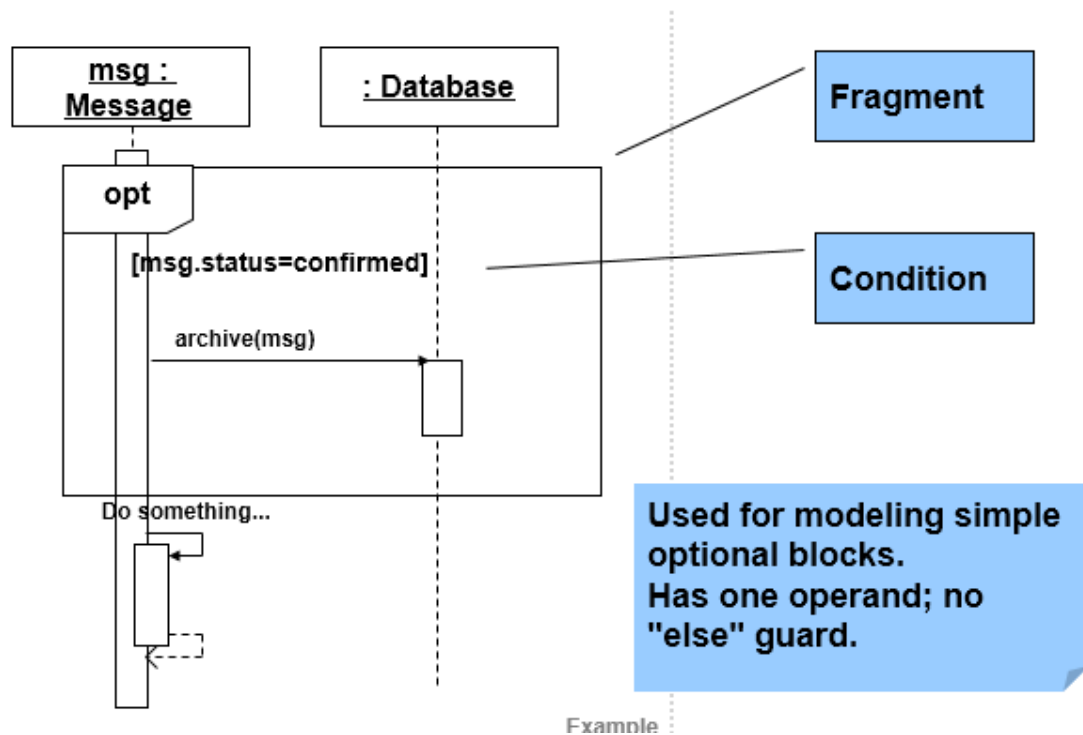 msg :
Message
: Database
Fragment
opt
[msg.status=confirmed]
Condition
archive(msg)
Do something...
Used for modeling simple
optional blocks.
Has one operand; no
"else" guard.
Example